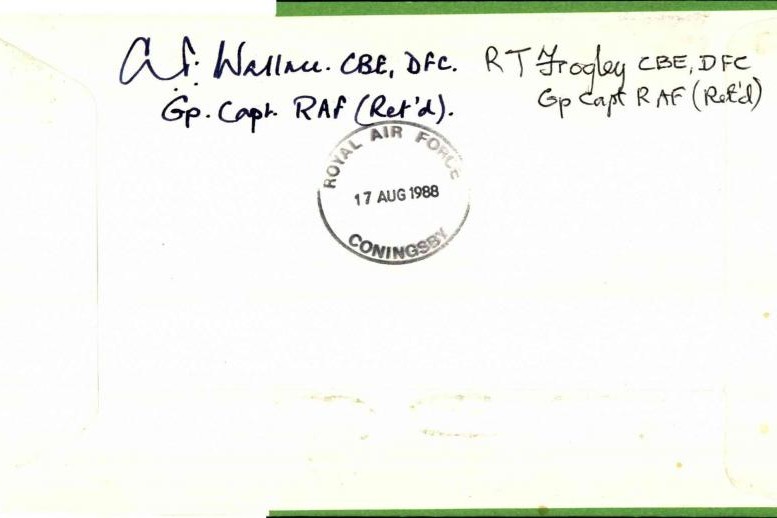 A.F. Wallace. CBE, DFC.
Gp. Capt. RAF (Ret'd).
R T Frogley CBE, DFC
Gp Capt RAF (Ret'd)
ROYAL AIR FORCE
17 AUG 1988
CONINGSBY